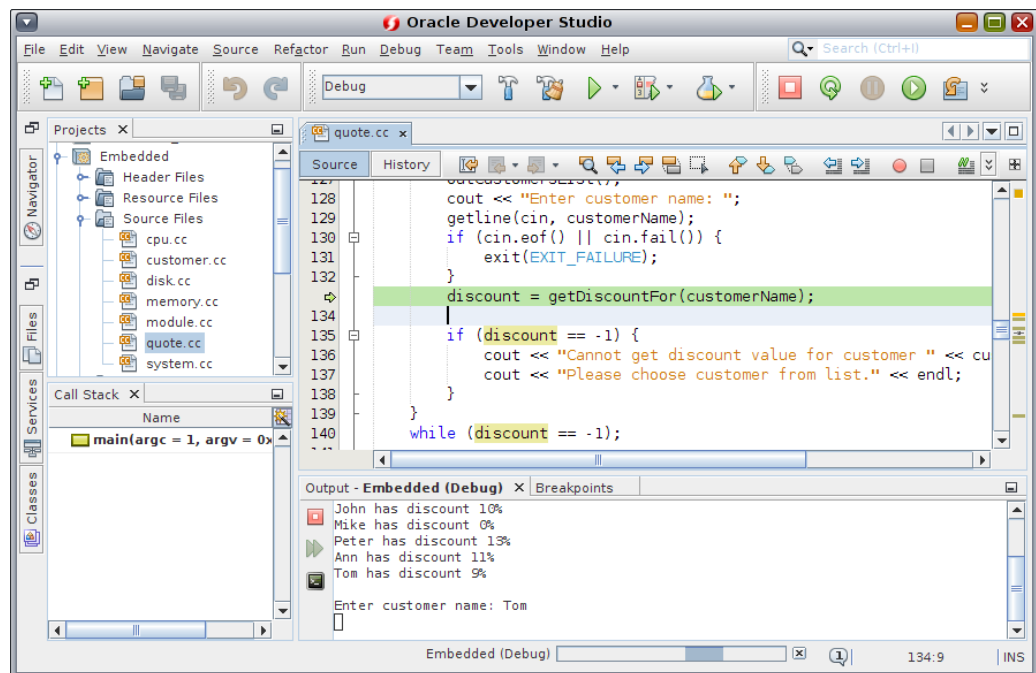 Oracle Developer Studio
File Edit View Navigate Source Refactor Run Debug Team Tools Window Help
Search (Ctrl+I)
Debug
Projects
Embedded
Header Files
Resource Files
Source Files
cpu.cc
customer.cc
disk.cc
memory.cc
module.cc
quote.cc
system.cc
Navigator
Files
Services
Classes
Call Stack
Name
main(argc = 1, argv = 0x
quote.cc
Source History
127 outCustomersList();
128 cout << "Enter customer name: ";
129 getline(cin, customerName);
130 if (cin.eof() || cin.fail()) {
131 exit(EXIT_FAILURE);
132 }
discount = getDiscountFor(customerName);
134
135 if (discount == -1) {
136 cout << "Cannot get discount value for customer " << cu
137 cout << "Please choose customer from list." << endl;
138 }
139 }
140 while (discount == -1);
Output - Embedded (Debug) Breakpoints
John has discount 10%
Mike has discount 0%
Peter has discount 13%
Ann has discount 11%
Tom has discount 9%
Enter customer name: Tom
Embedded (Debug)
1
134:9
INS